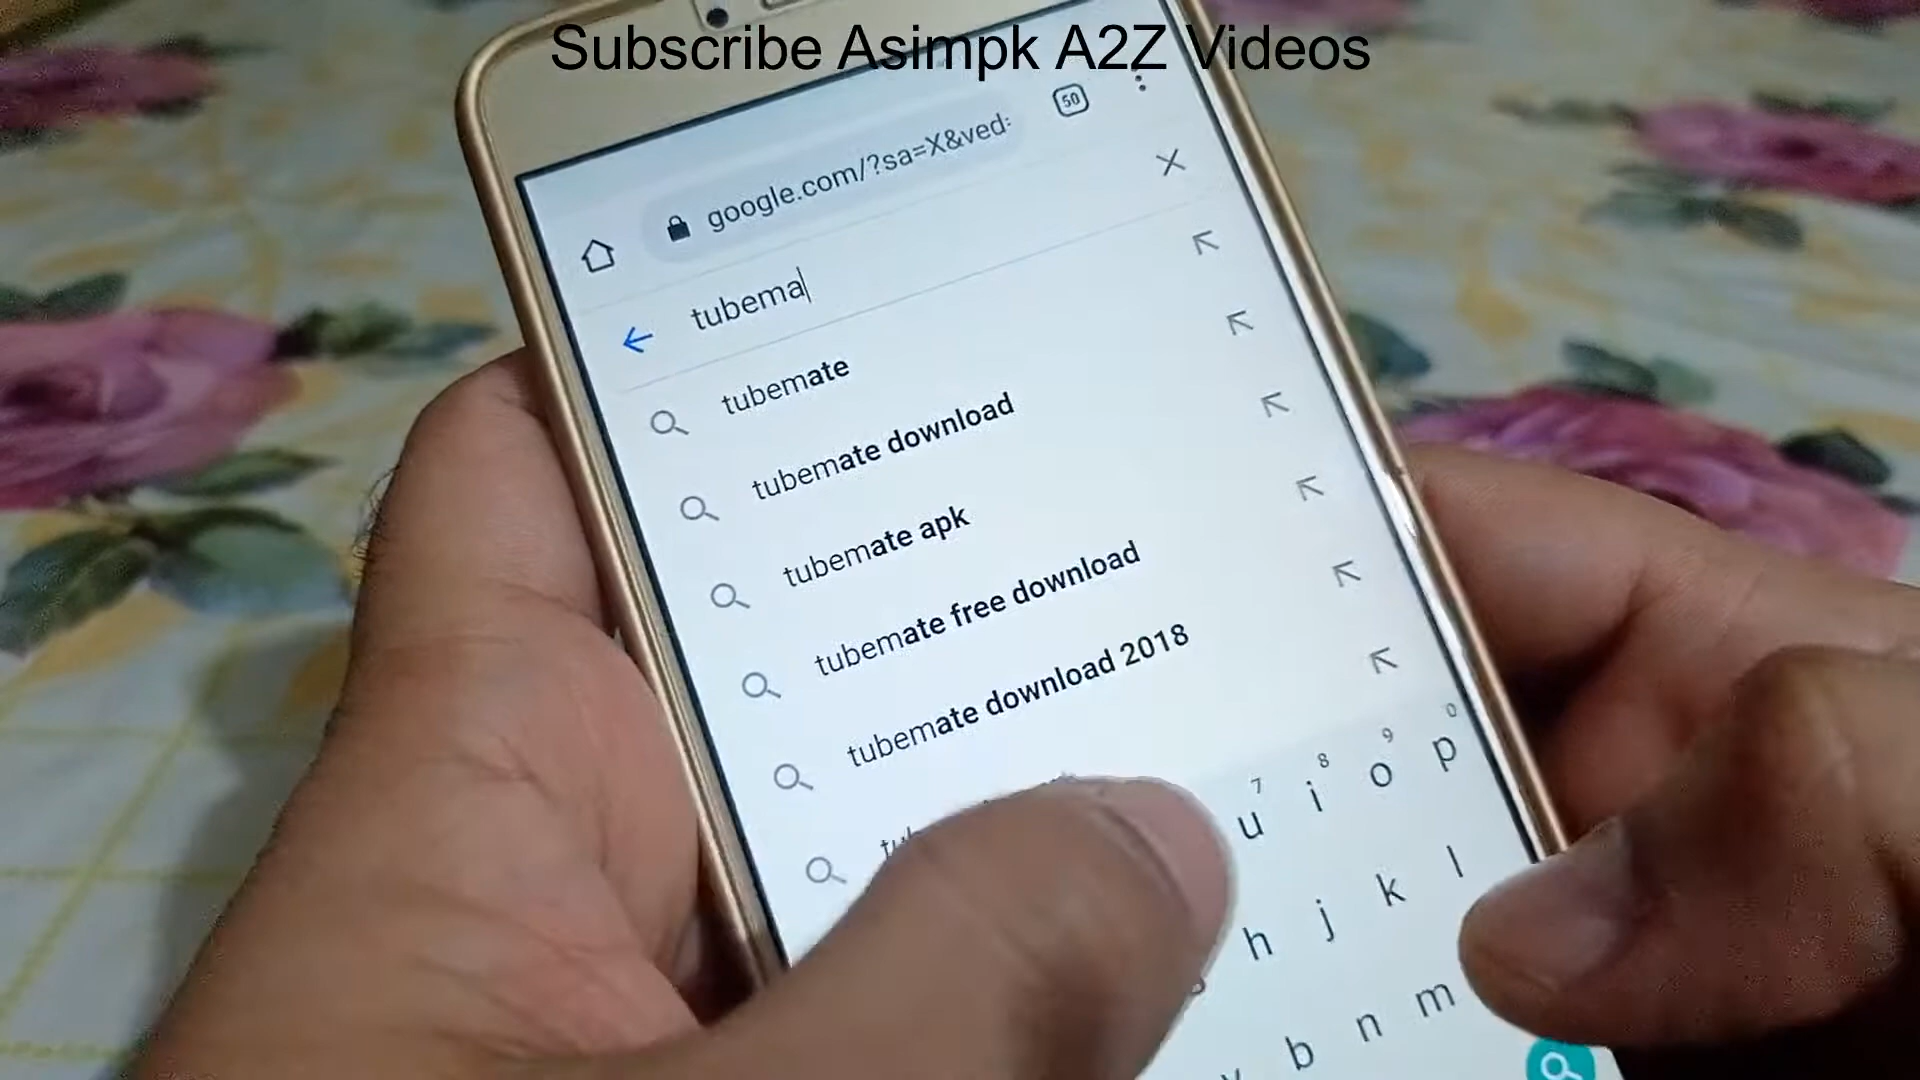 Subscribe Asimpk A2Z Videos
50
google.com/?sa=X&ved=
tubema
tubemate
tubemate download
tubemate apk
tubemate free download
tubemate download 2018
7 8 9 0
u i o p
h j k l
b n m